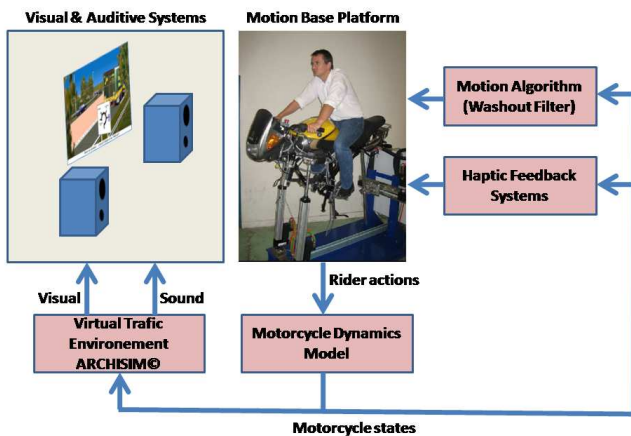 Visual & Auditive Systems
Motion Base Platform
Motion Algorithm
(Washout Filter)
Haptic Feedback
Systems
Visual
Sound
Rider actions
Virtual Trafic
Environement
ARCHISIM©
Motorcycle Dynamics
Model
Motorcycle states